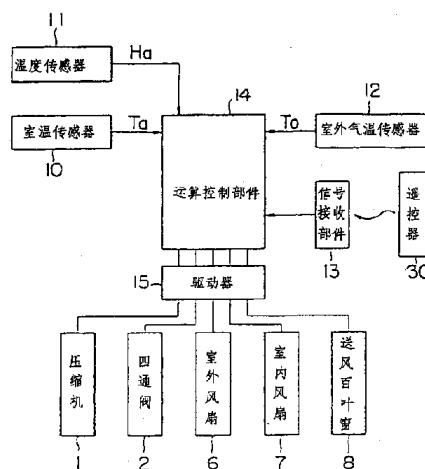 11
温度传感器
Ha
14
12
室温传感器
Ta
To
室外气温传感器
10
运算控制部件
信号接收部件
遥控器
13
30
15
驱动器
压缩机
四通阀
室外风扇
室内风扇
送风百叶窗
1
2
6
7
8